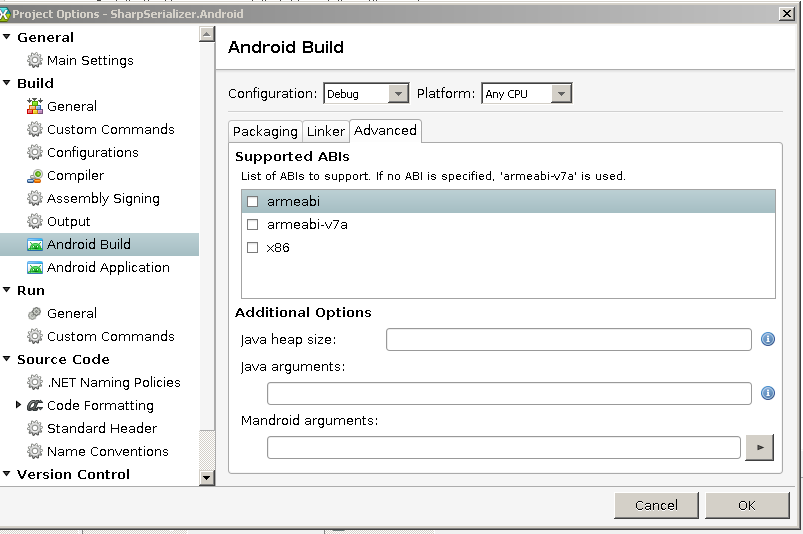 Project Options - SharpSerializer.Android
General
Main Settings
Build
General
Custom Commands
Configurations
Compiler
Assembly Signing
Output
Android Build
Android Application
Run
General
Custom Commands
Source Code
.NET Naming Policies
Code Formatting
Standard Header
Name Conventions
Version Control
Android Build
Configuration: Debug Platform: Any CPU
Packaging Linker Advanced
Supported ABIs
List of ABIs to support. If no ABI is specified, 'armeabi-v7a' is used.
armeabi
armeabi-v7a
x86
Additional Options
Java heap size:
Java arguments:
Mandroid arguments:
Cancel OK